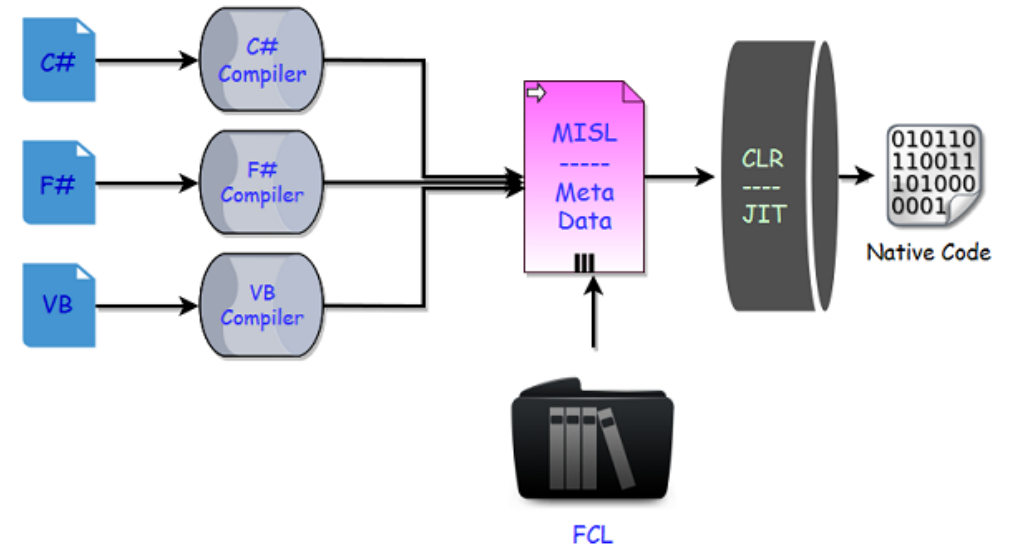 C#
C#
Compiler
F#
F#
Compiler
VB
VB
Compiler
MISL
-----
Meta
Data
CLR
----
JIT
010110
110011
101000
0001
Native Code
FCL